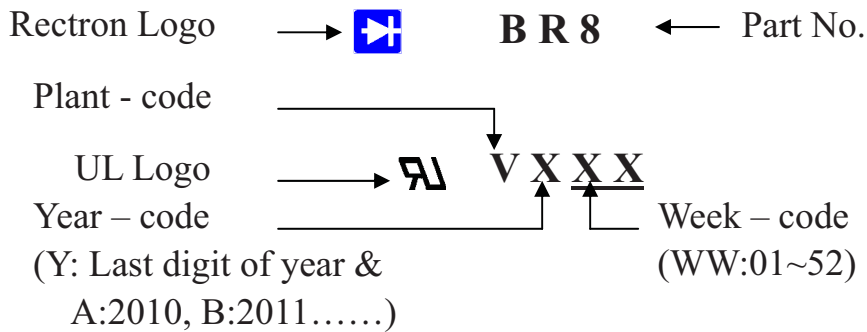 Rectron Logo B R 8 Part No.
Plant - code
UL Logo V X X X
Year – code Week – code
(Y: Last digit of year & (WW:01~52)
A:2010, B:2011……)